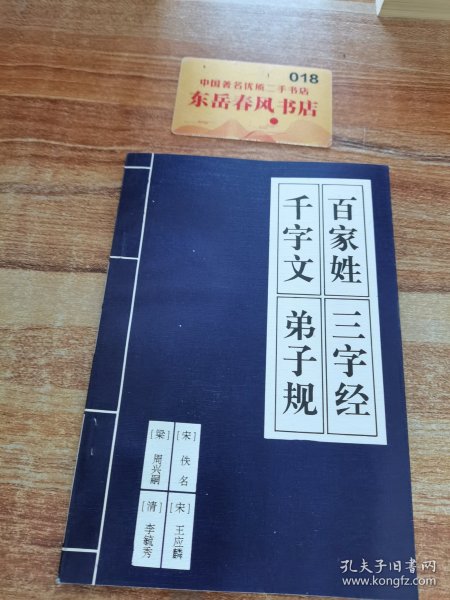 018
中国著名优质二手书店
东岳春风书店
百家姓
三字经
千字文
弟子规
[宋] 佚名
[宋] 王应麟
[梁] 周兴嗣
[清] 李毓秀
孔夫子旧书网
www.kongfz.com